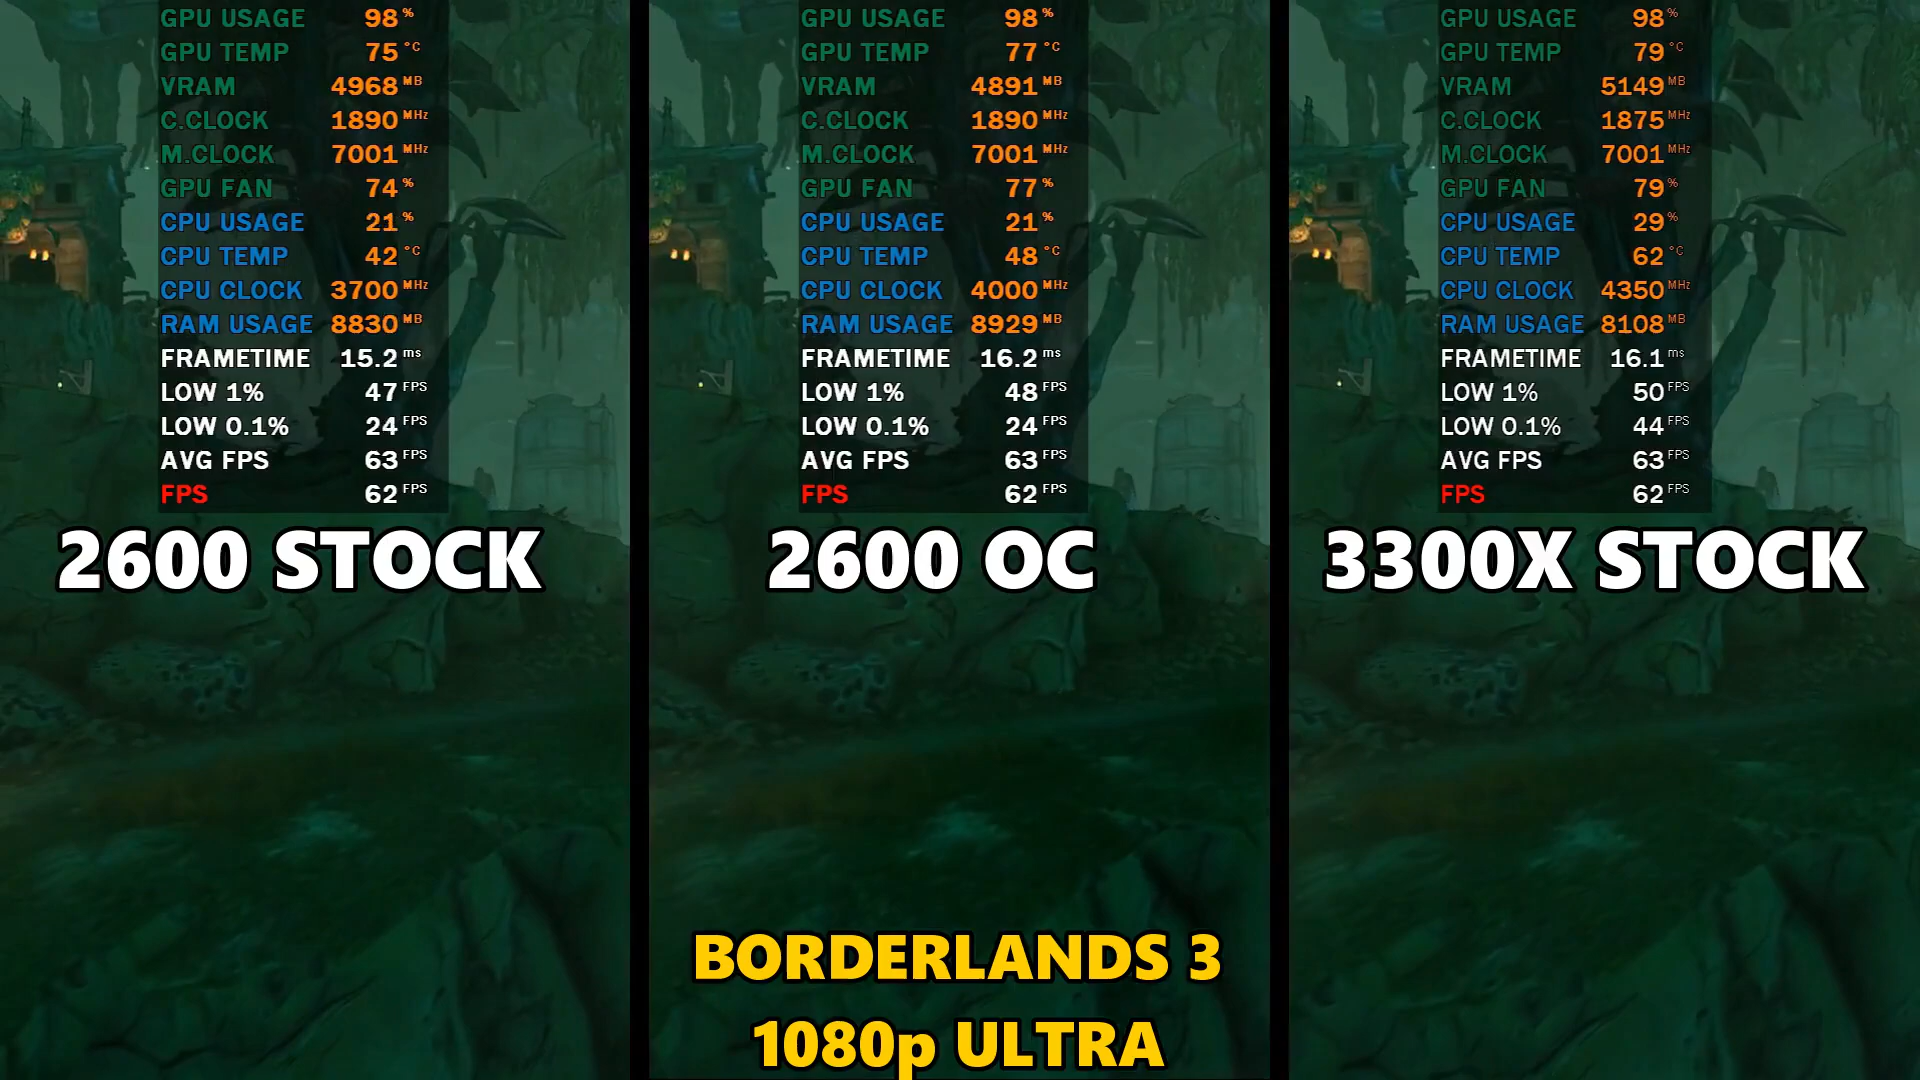 GPU USAGE 98 %
GPU TEMP 75 °C
VRAM 4968 MB
C.CLOCK 1890 MHz
M.CLOCK 7001 MHz
GPU FAN 74 %
CPU USAGE 21 %
CPU TEMP 42 °C
CPU CLOCK 3700 MHz
RAM USAGE 8830 MB
FRAMETIME 15.2 ms
LOW 1% 47 FPS
LOW 0.1% 24 FPS
AVG FPS 63 FPS
FPS 62 FPS
2600 STOCK
GPU USAGE 98 %
GPU TEMP 77 °C
VRAM 4891 MB
C.CLOCK 1890 MHz
M.CLOCK 7001 MHz
GPU FAN 77 %
CPU USAGE 21 %
CPU TEMP 48 °C
CPU CLOCK 4000 MHz
RAM USAGE 8929 MB
FRAMETIME 16.2 ms
LOW 1% 48 FPS
LOW 0.1% 24 FPS
AVG FPS 63 FPS
FPS 62 FPS
2600 OC
GPU USAGE 98 %
GPU TEMP 79 °C
VRAM 5149 MB
C.CLOCK 1875 MHz
M.CLOCK 7001 MHz
GPU FAN 79 %
CPU USAGE 29 %
CPU TEMP 62 °C
CPU CLOCK 4350 MHz
RAM USAGE 8108 MB
FRAMETIME 16.1 ms
LOW 1% 50 FPS
LOW 0.1% 44 FPS
AVG FPS 63 FPS
FPS 62 FPS
3300X STOCK
BORDERLANDS 3
1080p ULTRA